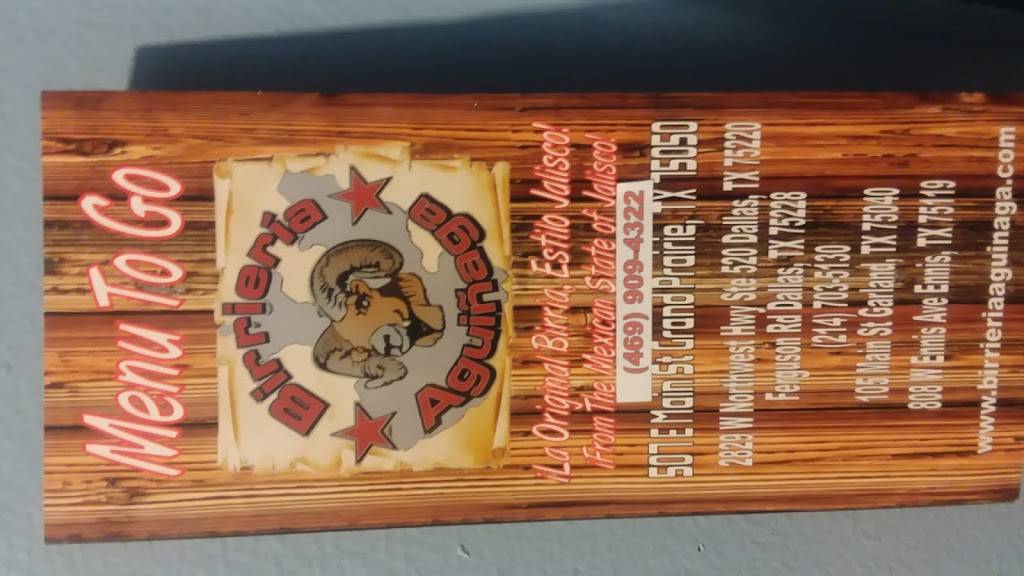 Menu To Go
Birriería
Aguiñaga
¡La Original Birria, Estilo Jalisco!
¡From The Mexican State of Jalisco!
(469) 909-4322
501 E Main St Grand Prairie, TX 75050
2829 W Northwest Hwy Ste 520 Dallas, TX 75220
Ferguson Rd Dallas, TX 75228
(214) 703-5130
105 Main St Garland, TX 75040
808 W Ennis Ave Ennis, TX 75119
www.birreriaaguinaga.com